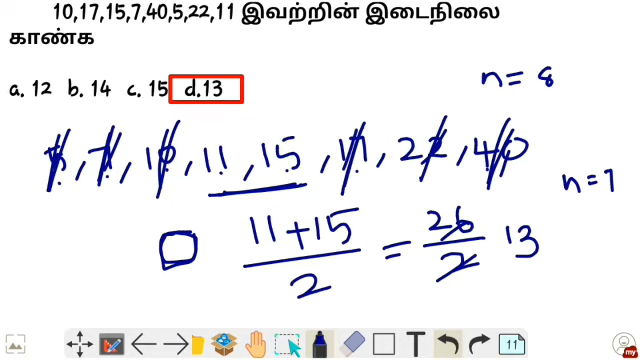 10,17,15,7,40,5,22,11 இவற்றின் இடைநிலை
காண்க
a. 12 b. 14 c. 15 d.13
n = 8
5, 7, 10, 11, 15, 17, 22, 40
n = 7
11 + 15 / 2 = 26 / 2 13
T 11
my